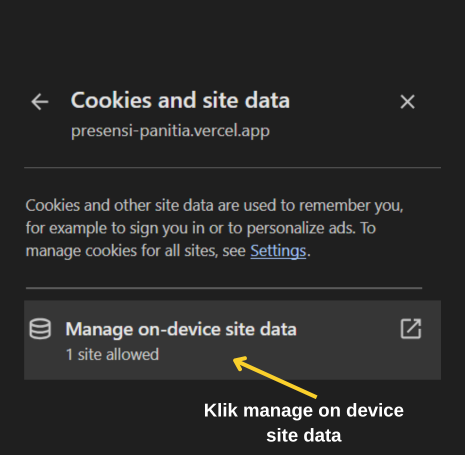 Cookies and site data
presensi-panitia.vercel.app
Cookies and other site data are used to remember you,
for example to sign you in or to personalize ads. To
manage cookies for all sites, see Settings.
Manage on-device site data
1 site allowed
Klik manage on device
site data